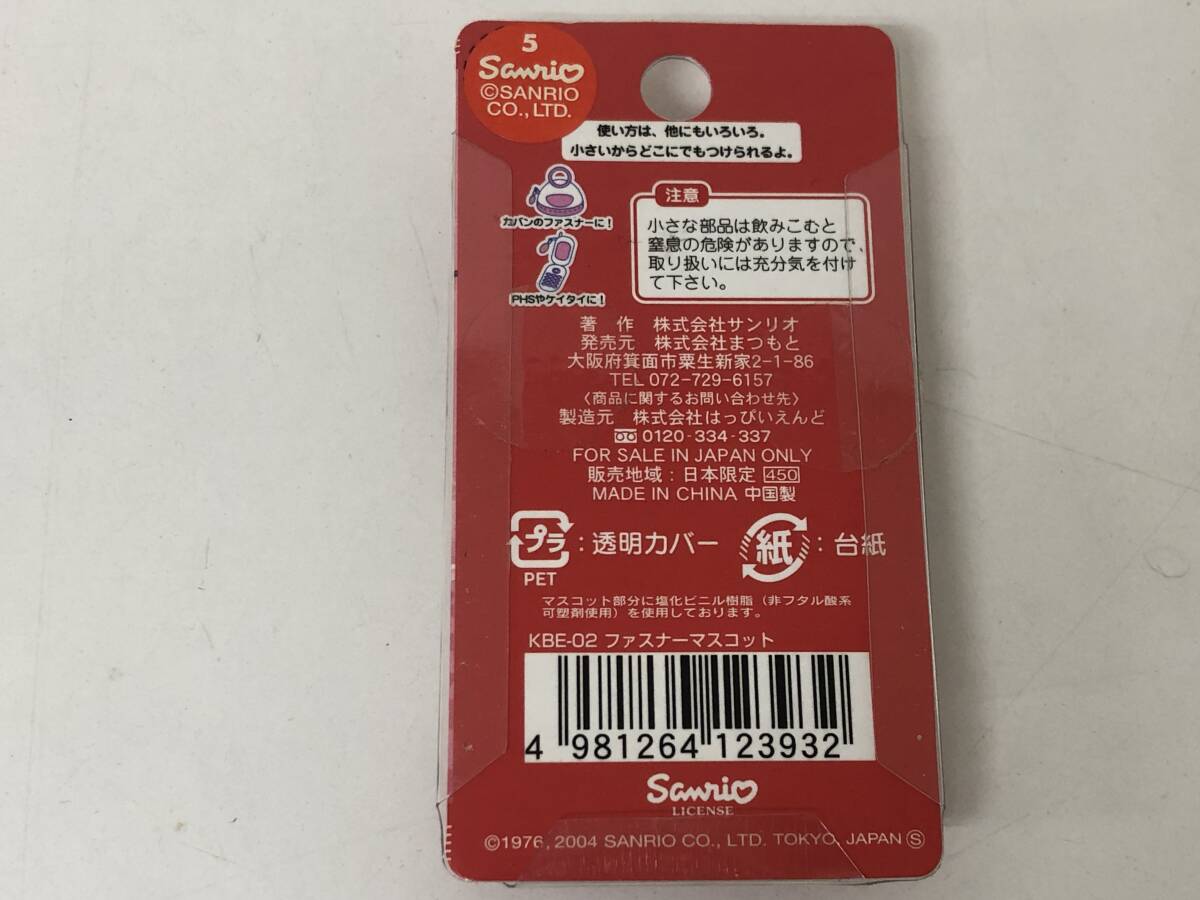 5
Sanrio
©SANRIO
CO., LTD.
使い方は、他にもいろいろ。
小さいからどこにでもつけられるよ。
カバンのファスナーに!
PHSやケイタイに!
注意
小さな部品は飲みこむと
窒息の危険がありますので、
取り扱いには充分気を付け
て下さい。
著 作 株式会社サンリオ
発売元 株式会社まつもと
大阪府箕面市粟生新家2-1-86
TEL 072-729-6157
〈商品に関するお問い合わせ先〉
製造元 株式会社はっぴいえんど
0120-334-337
FOR SALE IN JAPAN ONLY
販売地域:日本限定 450
MADE IN CHINA 中国製
プラ:透明カバー
PET
紙:台紙
マスコット部分に塩化ビニル樹脂(非フタル酸系
可塑剤使用)を使用しております。
KBE-02 ファスナーマスコット
4 981264 123932
Sanrio
LICENSE
©1976, 2004 SANRIO CO., LTD. TOKYO, JAPAN Ⓢ